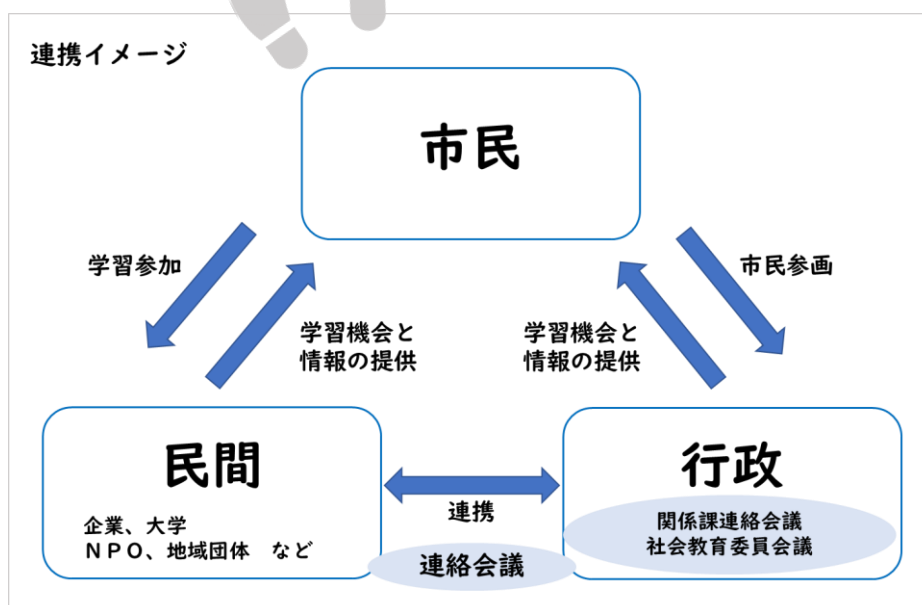 連携イメージ
市民
学習参加
学習機会と
情報の提供
学習機会と
情報の提供
市民参画
民間
企業、大学
ＮＰＯ、地域団体　など
連携
連絡会議
行政
関係課連絡会議
社会教育委員会議